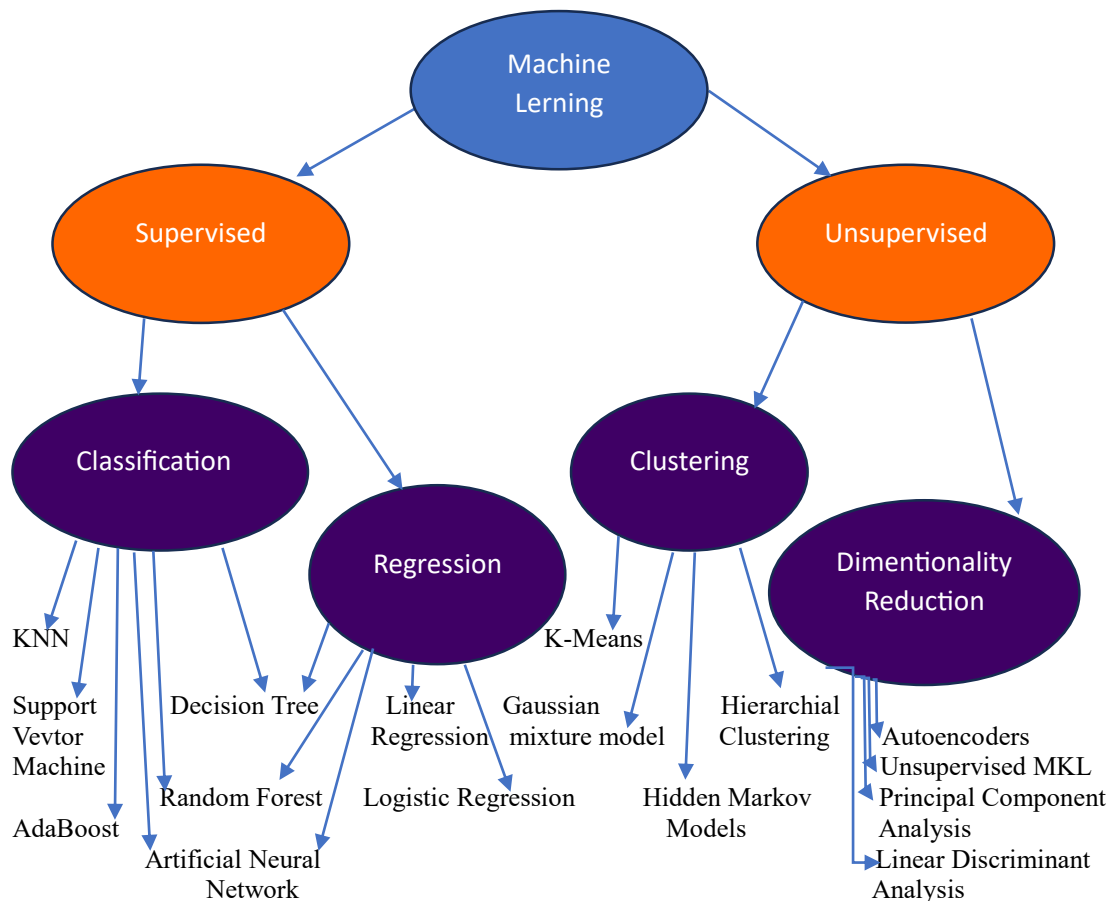 Machine
Lerning
Supervised
Unsupervised
Classification
Clustering
Regression
Dimentionality
Reduction
KNN
K-Means
Support
Vevtor
Machine
Decision Tree
Linear
Regression
Gaussian
mixture model
Hierarchial
Clustering
Autoencoders
Unsupervised MKL
Principal Component
Analysis
Linear Discriminant
Analysis
AdaBoost
Random Forest
Logistic Regression
Hidden Markov
Models
Artificial Neural
Network